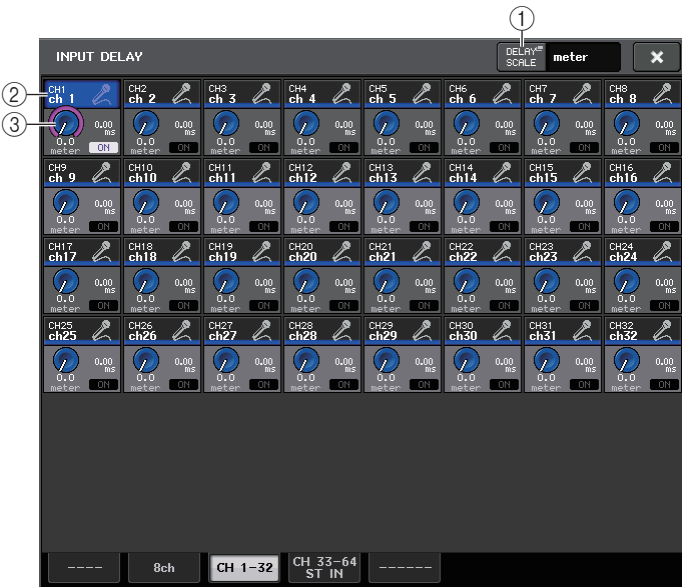 ①
INPUT DELAY
DELAY SCALE meter ×
② ③
CH1 CH2 CH3 CH4 CH5 CH6 CH7 CH8
ch 1 ch 2 ch 3 ch 4 ch 5 ch 6 ch 7 ch 8
0.00 0.00 0.00 0.00 0.00 0.00 0.00 0.00
ms ms ms ms ms ms ms ms
0.0 0.0 0.0 0.0 0.0 0.0 0.0 0.0
meter ON meter ON meter ON meter ON meter ON meter ON meter ON meter ON
CH9 CH10 CH11 CH12 CH13 CH14 CH15 CH16
ch 9 ch10 ch11 ch12 ch13 ch14 ch15 ch16
0.00 0.00 0.00 0.00 0.00 0.00 0.00 0.00
ms ms ms ms ms ms ms ms
0.0 0.0 0.0 0.0 0.0 0.0 0.0 0.0
meter ON meter ON meter ON meter ON meter ON meter ON meter ON meter ON
CH17 CH18 CH19 CH20 CH21 CH22 CH23 CH24
ch17 ch18 ch19 ch20 ch21 ch22 ch23 ch24
0.00 0.00 0.00 0.00 0.00 0.00 0.00 0.00
ms ms ms ms ms ms ms ms
0.0 0.0 0.0 0.0 0.0 0.0 0.0 0.0
meter ON meter ON meter ON meter ON meter ON meter ON meter ON meter ON
CH25 CH26 CH27 CH28 CH29 CH30 CH31 CH32
ch25 ch26 ch27 ch28 ch29 ch30 ch31 ch32
0.00 0.00 0.00 0.00 0.00 0.00 0.00 0.00
ms ms ms ms ms ms ms ms
0.0 0.0 0.0 0.0 0.0 0.0 0.0 0.0
meter ON meter ON meter ON meter ON meter ON meter ON meter ON meter ON
---- 8ch CH 1-32 CH 33-64 ------
ST IN